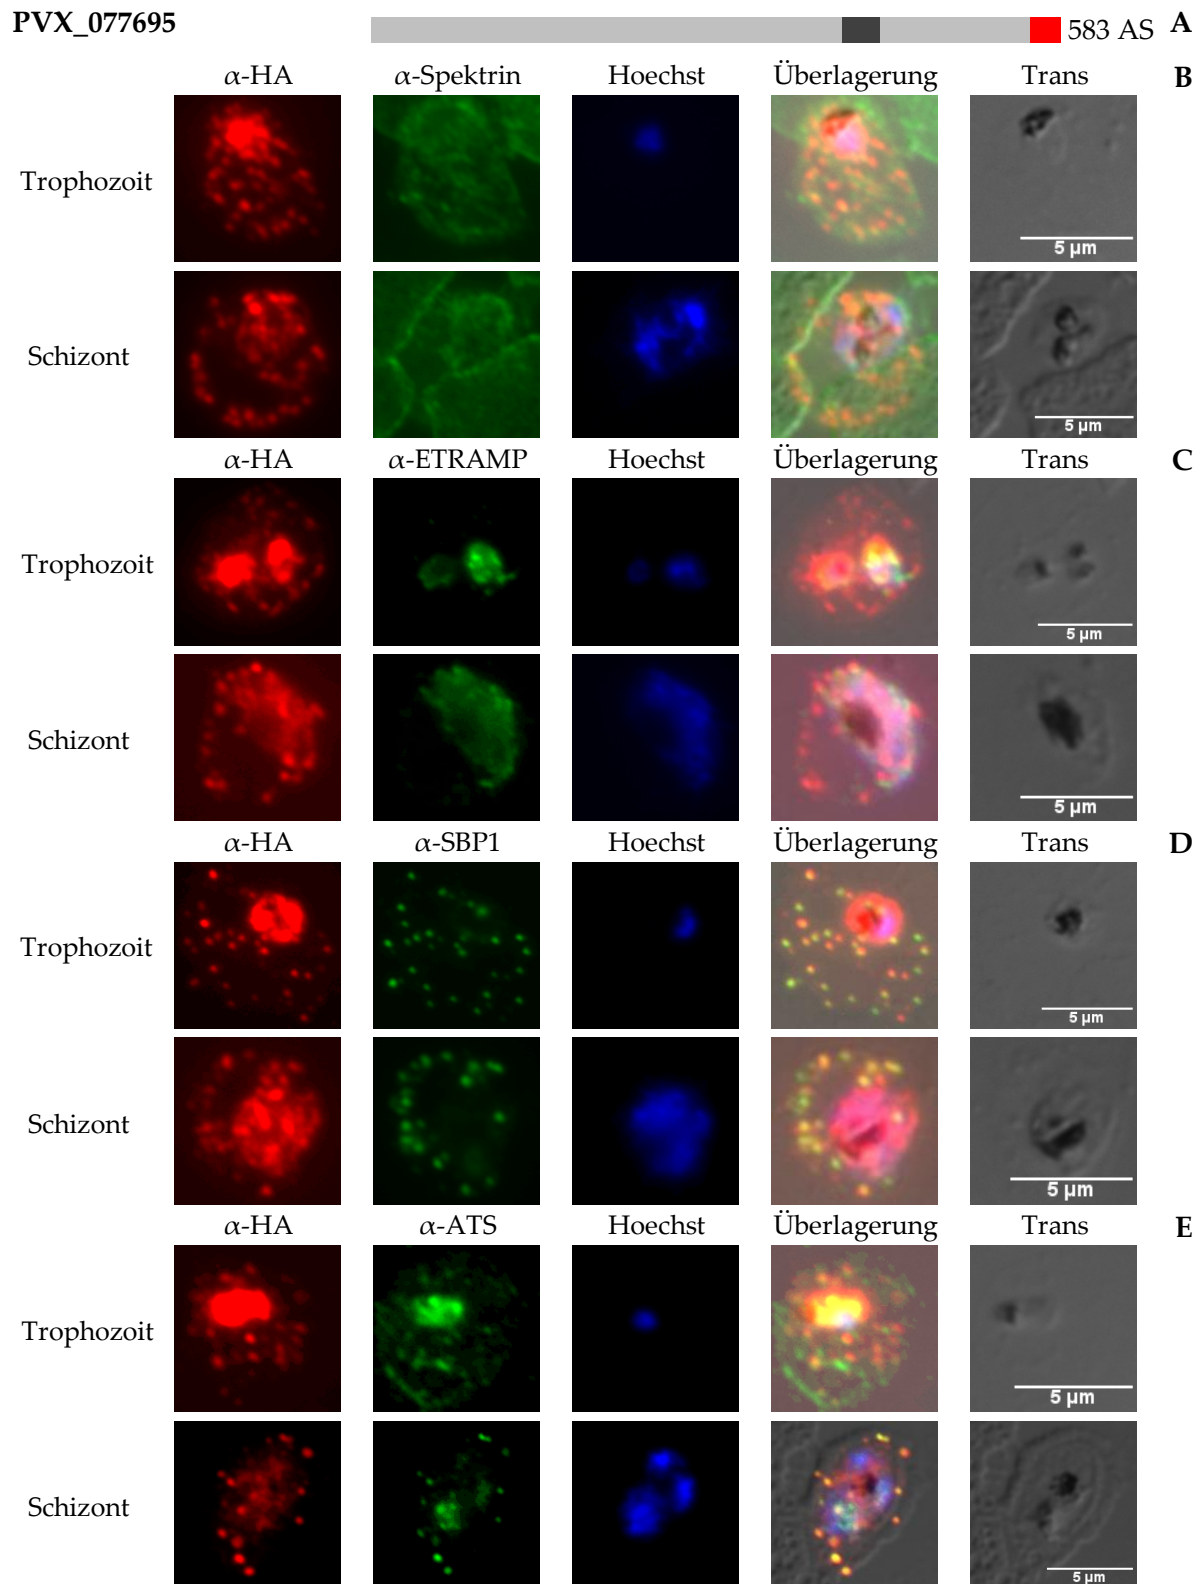 PVX_077695 583 AS A
α-HA α-Spektrin Hoechst Überlagerung Trans B
Trophozoit
5 µm
Schizont
5 µm
α-HA α-ETRAMP Hoechst Überlagerung Trans C
Trophozoit
5 µm
Schizont
5 µm
α-HA α-SBP1 Hoechst Überlagerung Trans D
Trophozoit
5 µm
Schizont
5 µm
α-HA α-ATS Hoechst Überlagerung Trans E
Trophozoit
5 µm
Schizont
5 µm